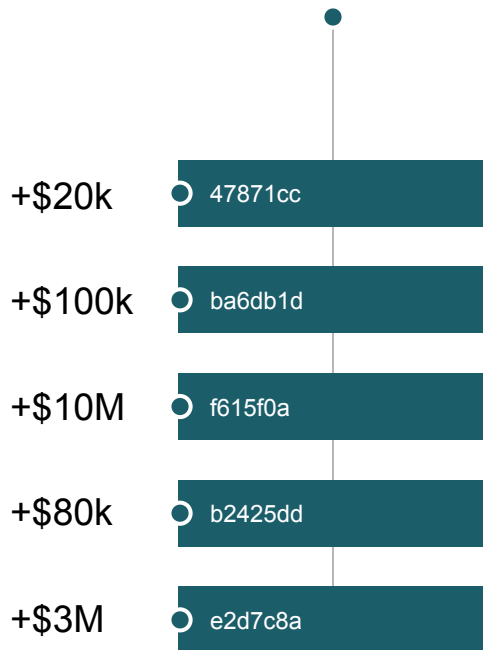 +$20k 47871cc
+$100k ba6db1d
+$10M f615f0a
+$80k b2425dd
+$3M e2d7c8a